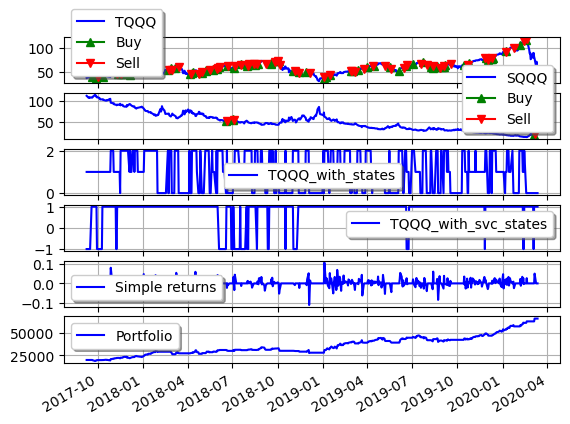 TQQQ
Buy
Sell
100
50
SQQQ
Buy
Sell
100
50
2
0
TQQQ_with_states
1
0
−1
TQQQ_with_svc_states
0.1
0.0
−0.1
Simple returns
50000
25000
Portfolio
2017-10 2018-01 2018-04 2018-07 2018-10 2019-01 2019-04 2019-07 2019-10 2020-01 2020-04